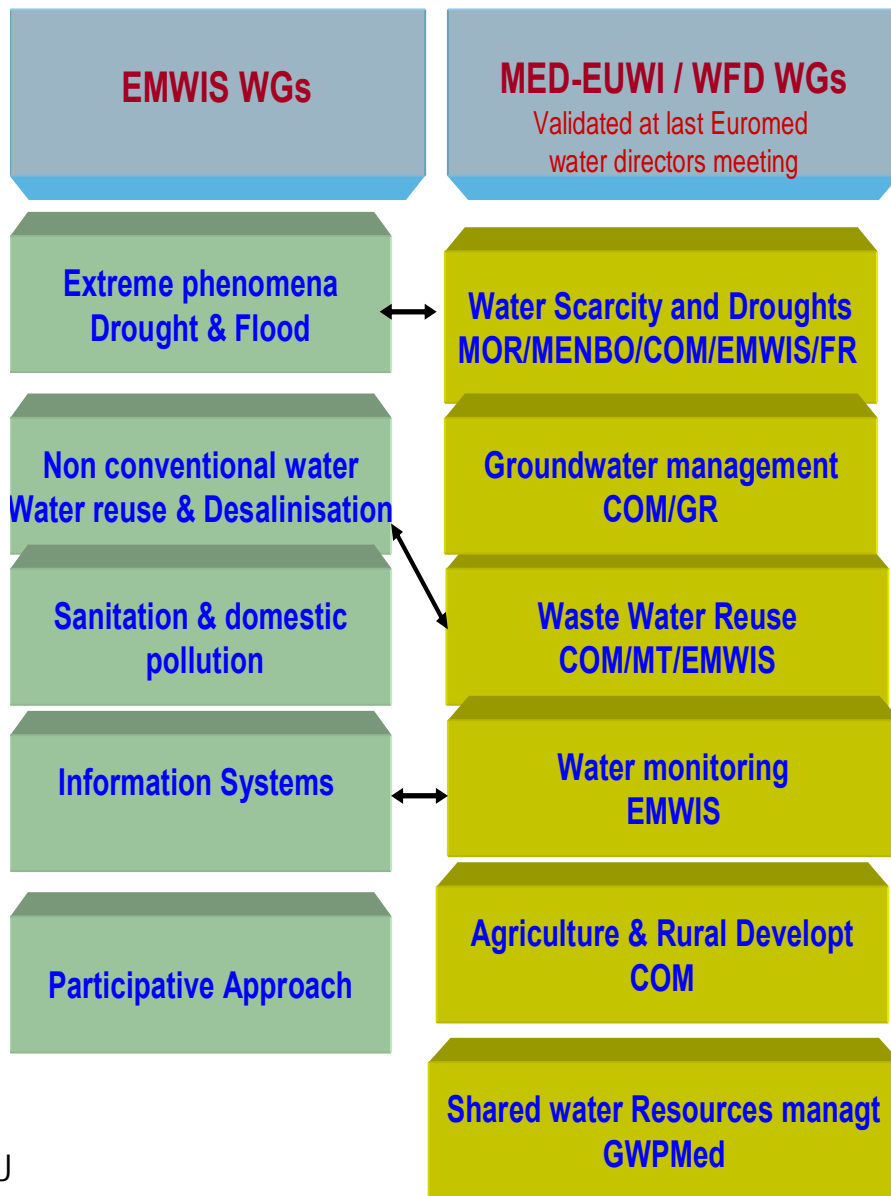 EMWIS WGs
MED-EUWI / WFD WGs
Validated at last Euromed
water directors meeting
Extreme phenomena
Drought & Flood
Non conventional water
Water reuse & Desalinisation
Sanitation & domestic
pollution
Information Systems
Participative Approach
Water Scarcity and Droughts
MOR/MENBO/COM/EMWIS/FR
Groundwater management
COM/GR
Waste Water Reuse
COM/MT/EMWIS
Water monitoring
EMWIS
Agriculture & Rural Developt
COM
Shared water Resources managt
GWPMed
U